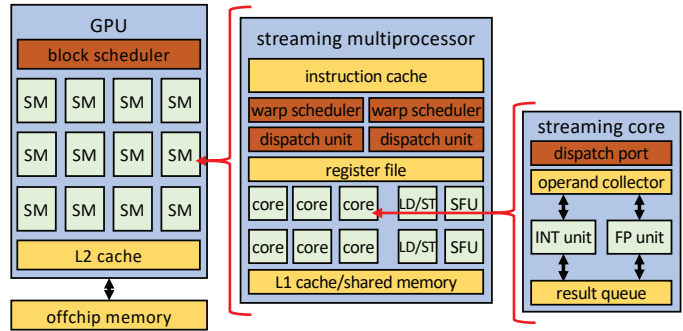 GPU
block scheduler
SM SM SM SM
SM SM SM SM
SM SM SM SM
L2 cache
offchip memory
streaming multiprocessor
instruction cache
warp scheduler warp scheduler
dispatch unit dispatch unit
register file
core core core LD/ST SFU
core core core LD/ST SFU
L1 cache/shared memory
streaming core
dispatch port
operand collector
INT unit FP unit
result queue